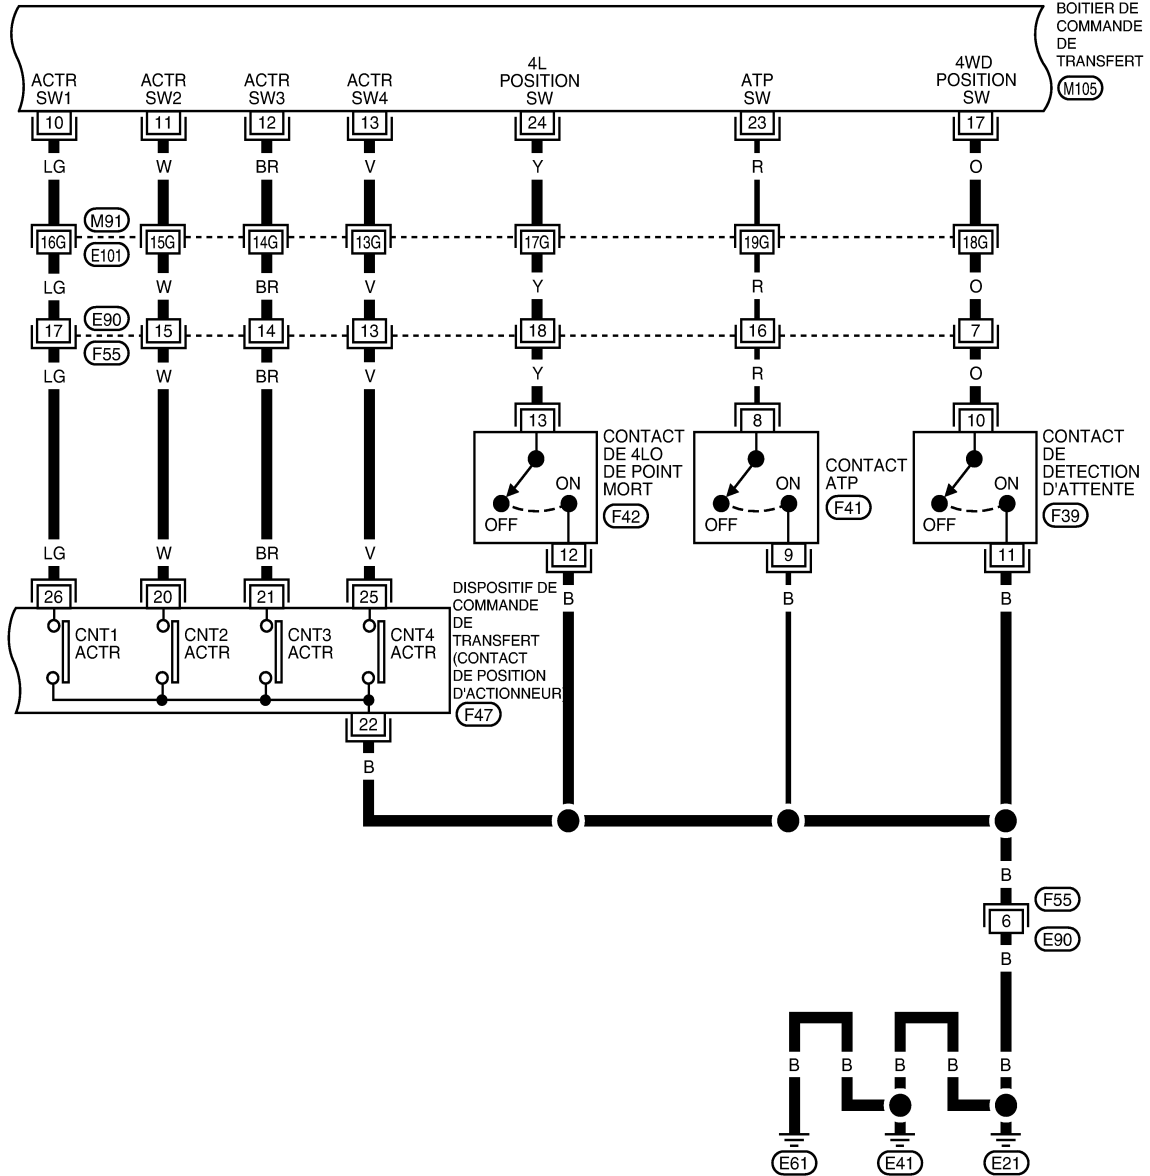 BOITIER DE
COMMANDE
DE
TRANSFERT
M105
ACTR
SW1
ACTR
SW2
ACTR
SW3
ACTR
SW4
4L
POSITION
SW
ATP
SW
4WD
POSITION
SW
10 11 12 13 24 23 17
LG W BR V Y R O
M91
16G 15G 14G 13G 17G 19G 18G
E101
LG W BR V Y R O
E90
17 15 14 13 18 16 7
F55
LG W BR V Y R O
13 8 10
CONTACT
DE 4LO
DE POINT
MORT
F42
ON
OFF
CONTACT
ATP
F41
ON
OFF
CONTACT
DE
DETECTION
D'ATTENTE
F39
ON
OFF
12 9 11
LG W BR V
B B B
26 20 21 25
CNT1
ACTR
CNT2
ACTR
CNT3
ACTR
CNT4
ACTR
DISPOSITIF DE
COMMANDE
DE
TRANSFERT
(CONTACT
DE POSITION
D'ACTIONNEUR)
F47
22
B
B
F55
6
E90
B
B B B B B
E61 E41 E21